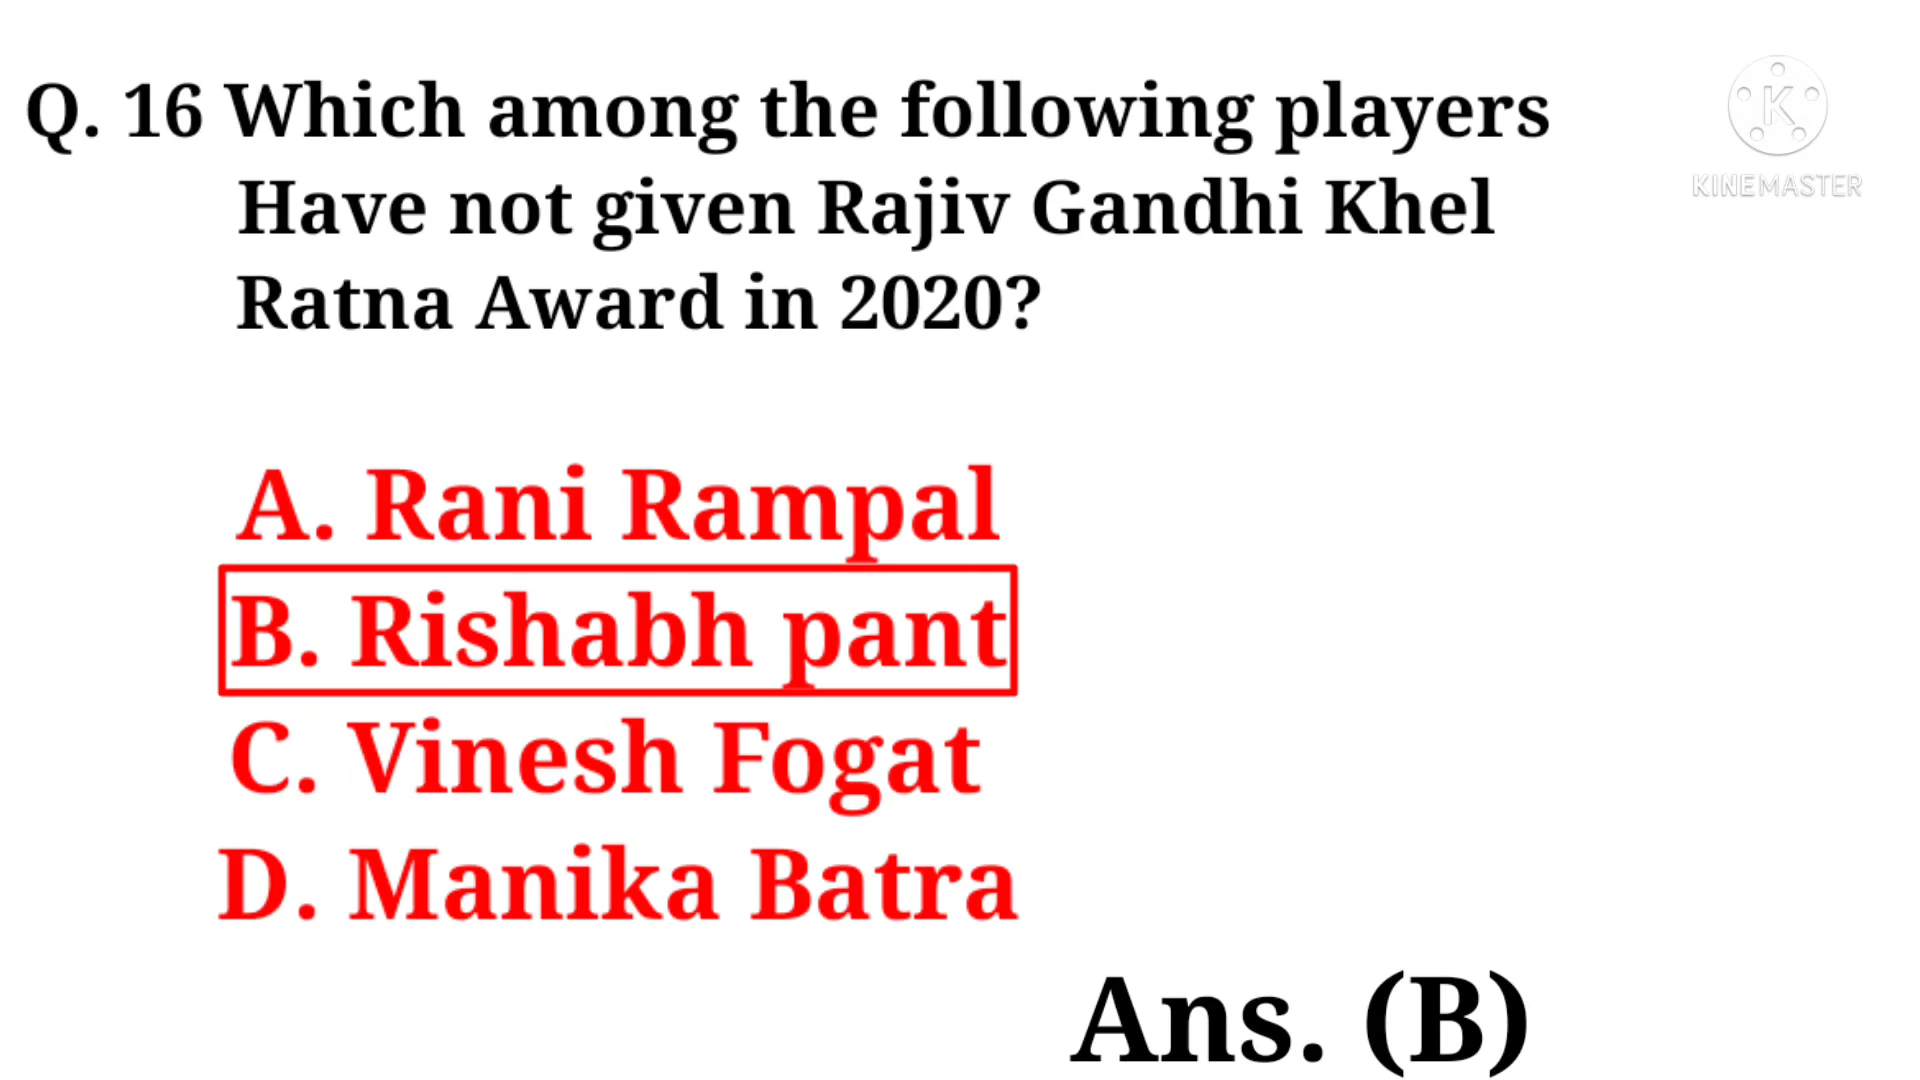 Q. 16 Which among the following players
Have not given Rajiv Gandhi Khel
Ratna Award in 2020?
K
KINEMASTER
A. Rani Rampal
B. Rishabh pant
C. Vinesh Fogat
D. Manika Batra
Ans. (B)